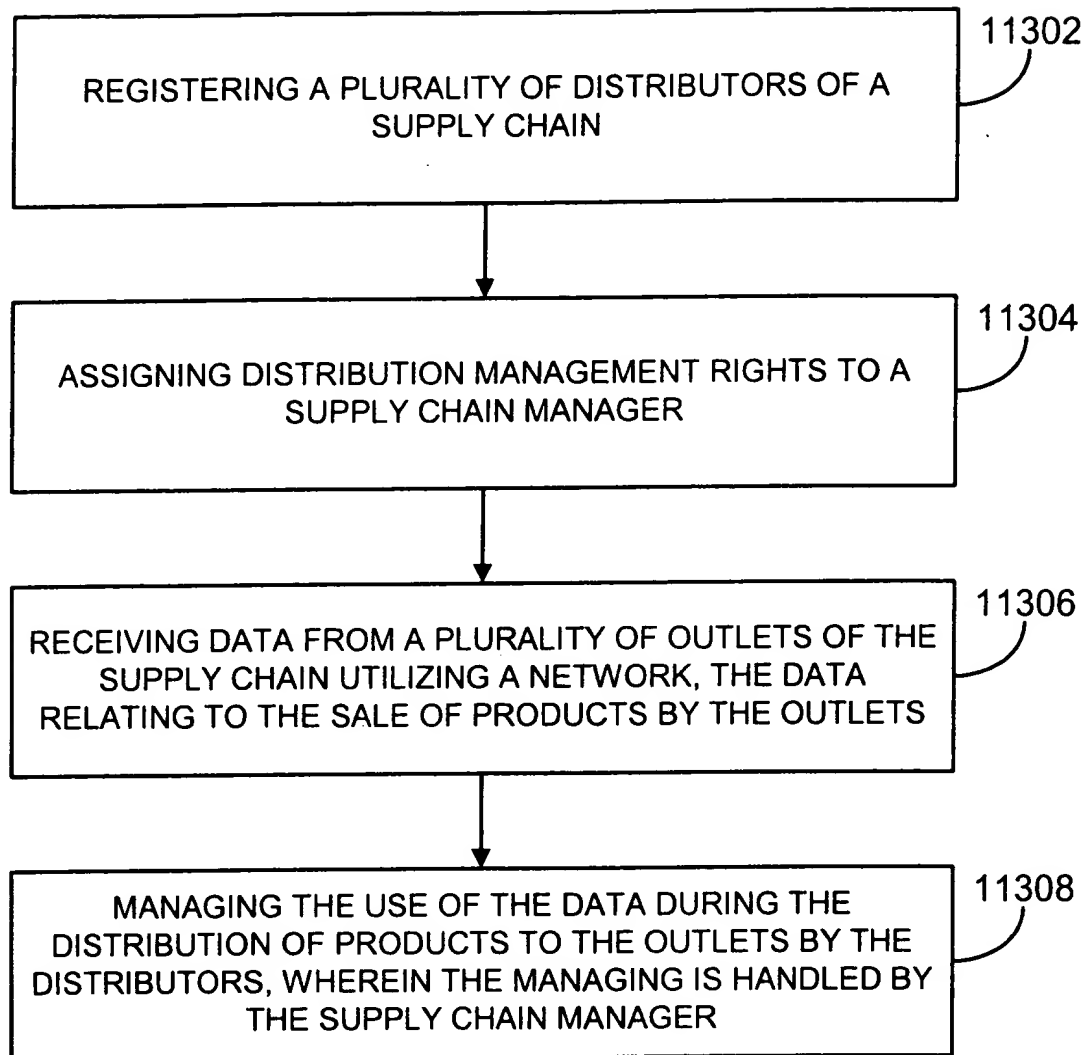 11302
REGISTERING A PLURALITY OF DISTRIBUTORS OF A
SUPPLY CHAIN
11304
ASSIGNING DISTRIBUTION MANAGEMENT RIGHTS TO A
SUPPLY CHAIN MANAGER
11306
RECEIVING DATA FROM A PLURALITY OF OUTLETS OF THE
SUPPLY CHAIN UTILIZING A NETWORK, THE DATA
RELATING TO THE SALE OF PRODUCTS BY THE OUTLETS
11308
MANAGING THE USE OF THE DATA DURING THE
DISTRIBUTION OF PRODUCTS TO THE OUTLETS BY THE
DISTRIBUTORS, WHEREIN THE MANAGING IS HANDLED BY
THE SUPPLY CHAIN MANAGER